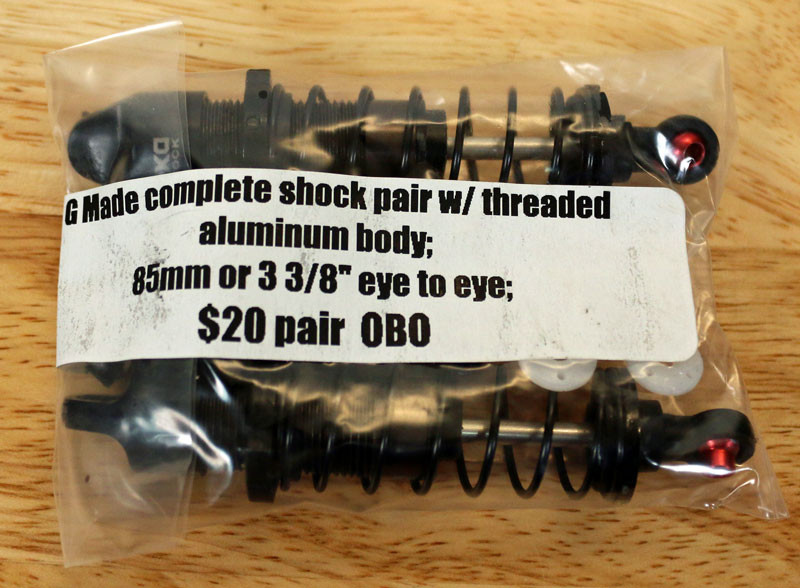 G Made complete shock pair w/ threaded
aluminum body;
85mm or 3 3/8" eye to eye;
$20 pair OBO